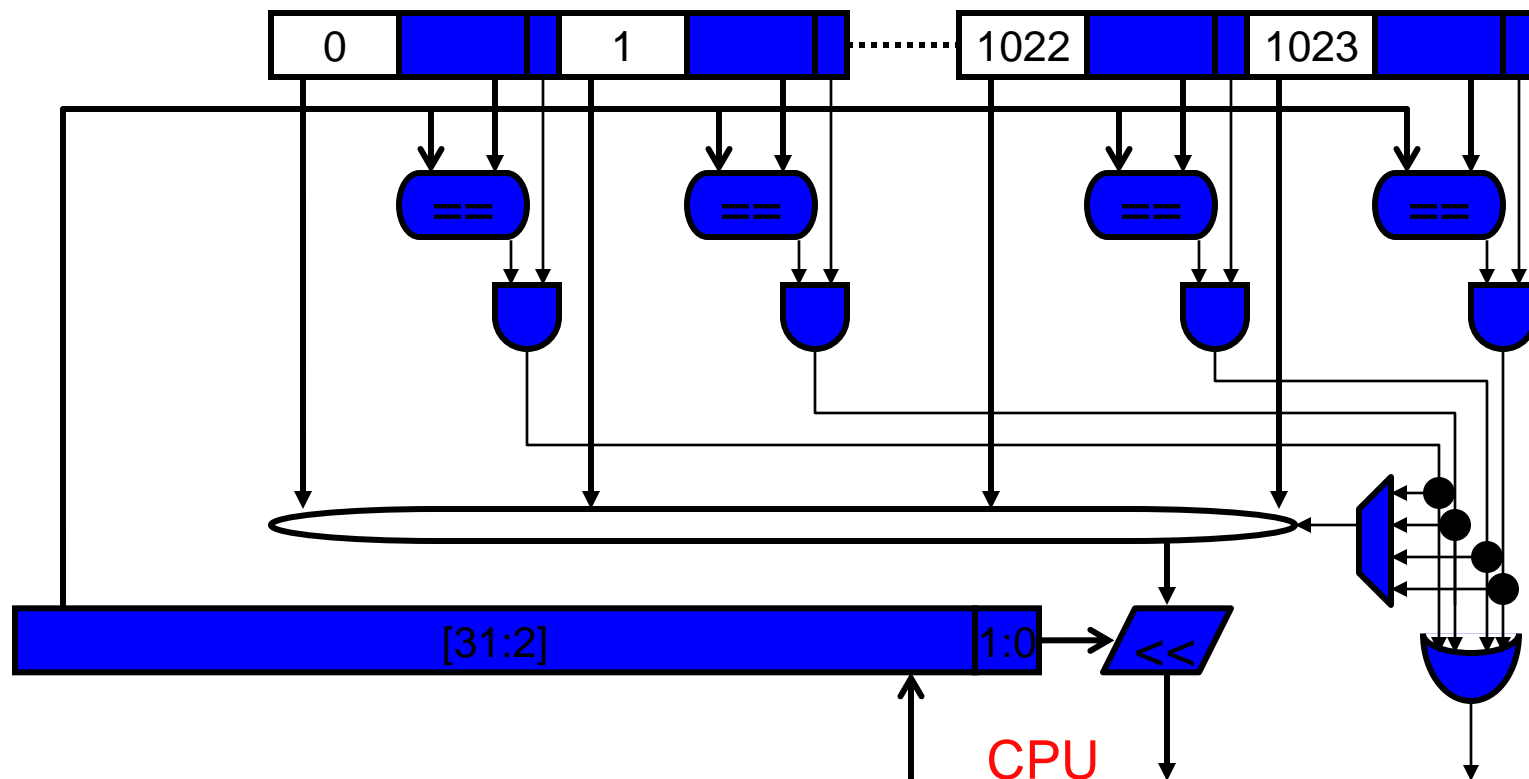 0 1 1022 1023
== == == ==
[31:2] 1:0 <<
CPU